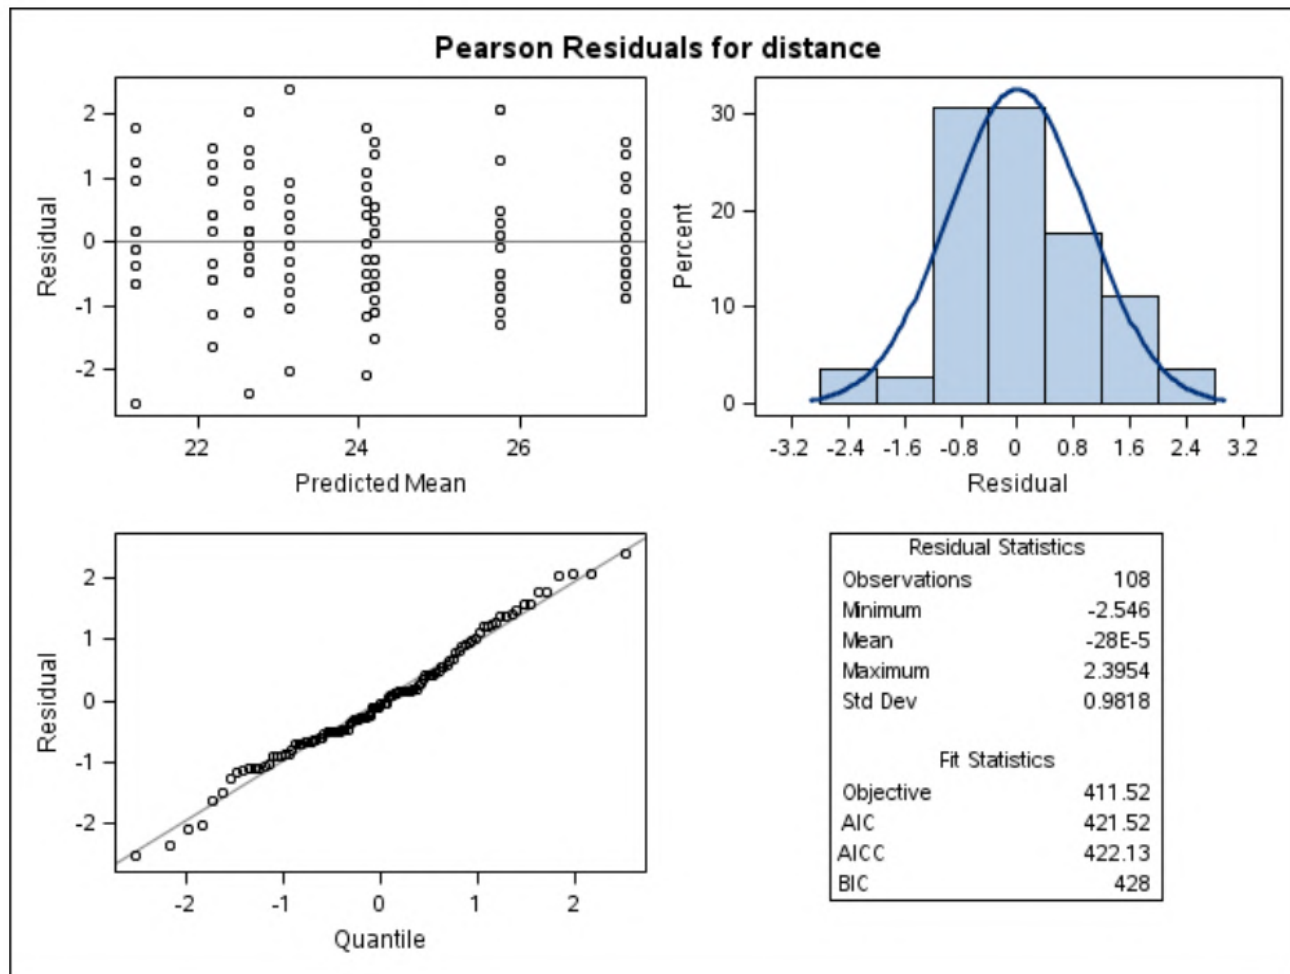 Pearson Residuals for distance
2
1
0
-1
-2
Residual
22 24 26
Predicted Mean
30
20
10
0
Percent
-3.2 -2.4 -1.6 -0.8 0 0.8 1.6 2.4 3.2
Residual
2
1
0
-1
-2
Residual
-2 -1 0 1 2
Quantile
Residual Statistics
Observations 108
Minimum -2.546
Mean -28E-5
Maximum 2.3954
Std Dev 0.9818
Fit Statistics
Objective 411.52
AIC 421.52
AICC 422.13
BIC 428